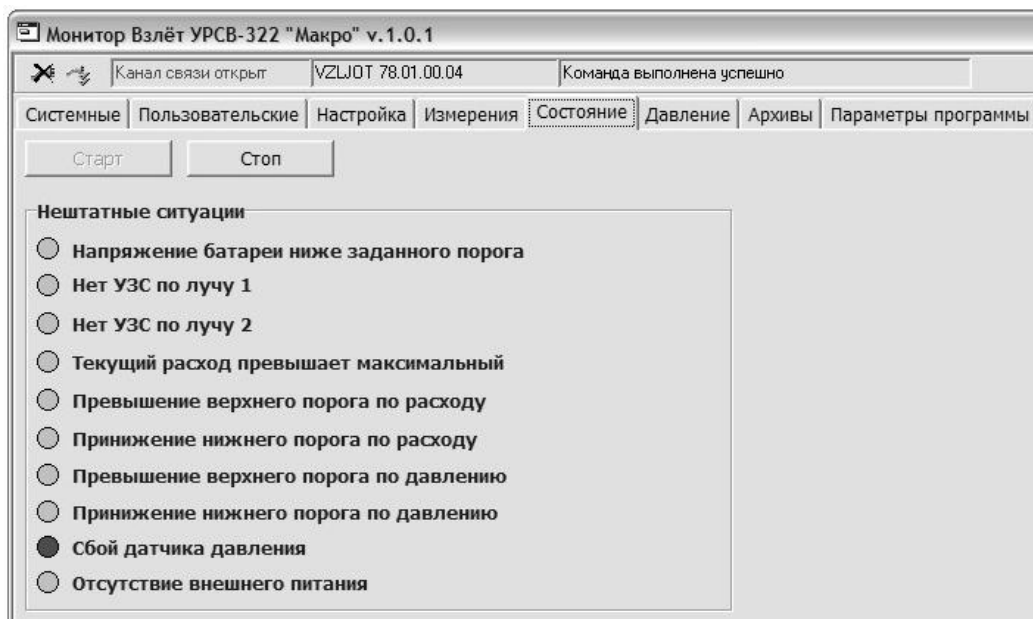 Монитор Взлёт УРСВ-322 "Макро" v.1.0.1
Канал связи открыт VZLJOT 78.01.00.04 Команда выполнена успешно
Системные Пользовательские Настройка Измерения Состояние Давление Архивы Параметры программы
Старт Стоп
Нештатные ситуации
Напряжение батареи ниже заданного порога
Нет УЗС по лучу 1
Нет УЗС по лучу 2
Текущий расход превышает максимальный
Превышение верхнего порога по расходу
Принижение нижнего порога по расходу
Превышение верхнего порога по давлению
Принижение нижнего порога по давлению
Сбой датчика давления
Отсутствие внешнего питания